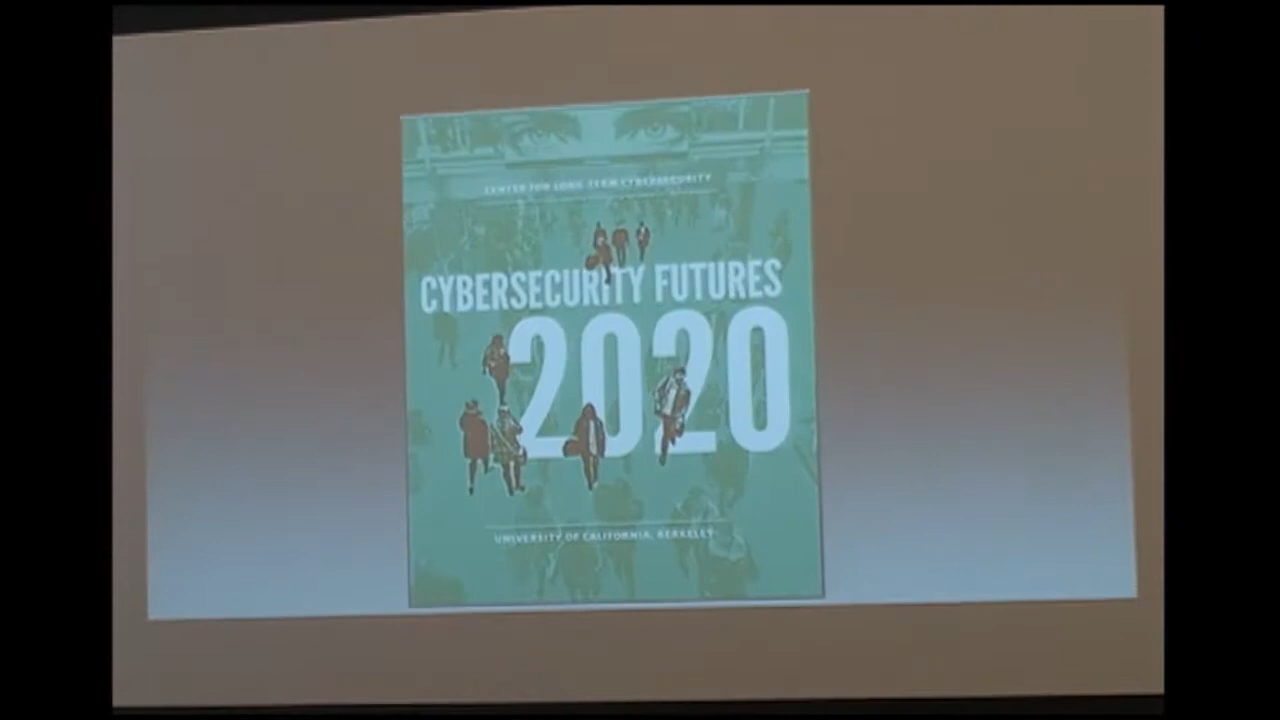 CENTER FOR LONG-TERM CYBERSECURITY
CYBERSECURITY FUTURES
2020
UNIVERSITY OF CALIFORNIA, BERKELEY